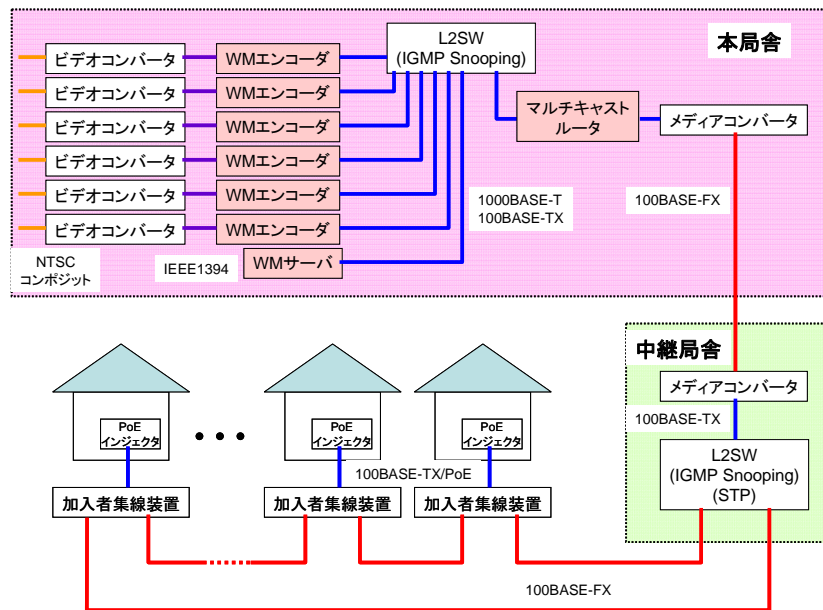 L2SW
(IGMP Snooping)
本局舎
ビデオコンバータ
WMエンコーダ
ビデオコンバータ
WMエンコーダ
ビデオコンバータ
WMエンコーダ
ビデオコンバータ
WMエンコーダ
ビデオコンバータ
WMエンコーダ
ビデオコンバータ
WMエンコーダ
マルチキャスト
ルータ
メディアコンバータ
1000BASE-T
100BASE-TX
100BASE-FX
NTSC
コンポジット
IEEE1394
WMサーバ
中継局舎
メディアコンバータ
100BASE-TX
L2SW
(IGMP Snooping)
(STP)
PoE
インジェクタ
• • •
PoE
インジェクタ
PoE
インジェクタ
100BASE-TX/PoE
加入者集線装置
加入者集線装置
加入者集線装置
100BASE-FX